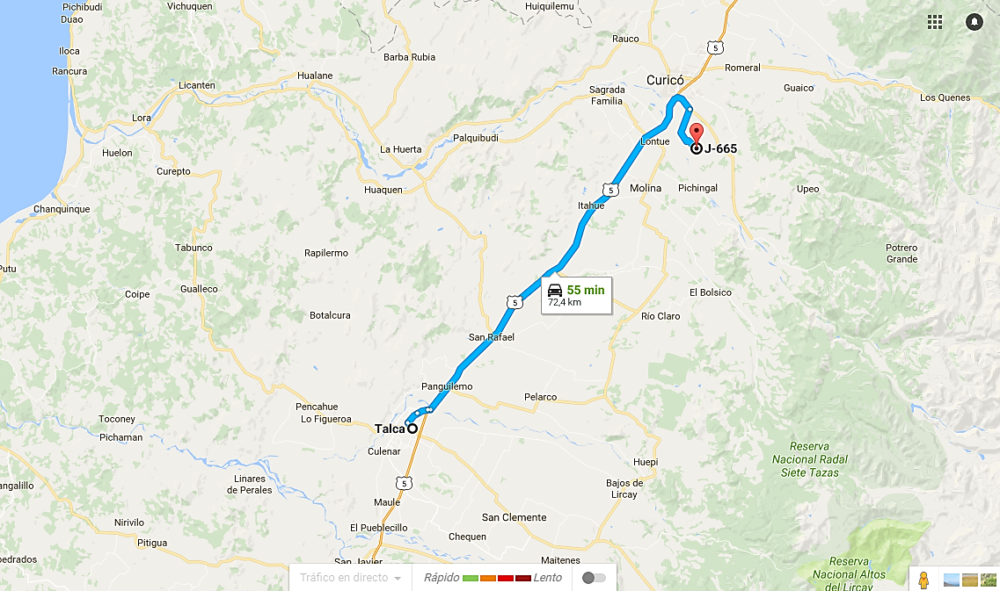 Pichibudi
Vichuquen
Huiquilemu
Duao
Rauco
5
Iloca
Barba Rubia
Romeral
Rancura
Hualane
Curicó
Licanten
Sagrada
Familia
Guaico
Los Quenes
Lora
Palquibudi
Lontue
J-665
Huelon
La Huerta
Curepto
Huaquen
5
Molina
Pichingal
Upeo
Chanquinque
Itahue
Tabunco
Rapilermo
Potrero
Grande
Putu
Gualleco
Coipe
55 min
72,4 km
El Bolsico
5
Botalcura
Río Claro
San Rafael
Panguilemo
Pelarco
Pencahue
Lo Figueroa
Toconey
Pichaman
Talca
Culenar
Reserva
Nacional Radal
Siete Tazas
Huepi
Linares
de Perales
5
Bajos de
Lircay
angalillo
Maule
Nirivilo
San Clemente
El Pueblecillo
Chequen
Pitigua
pedrados
San Javier
Maitenes
Reserva
Nacional Altos
del Lircay
Tráfico en directo
Rápido
Lento